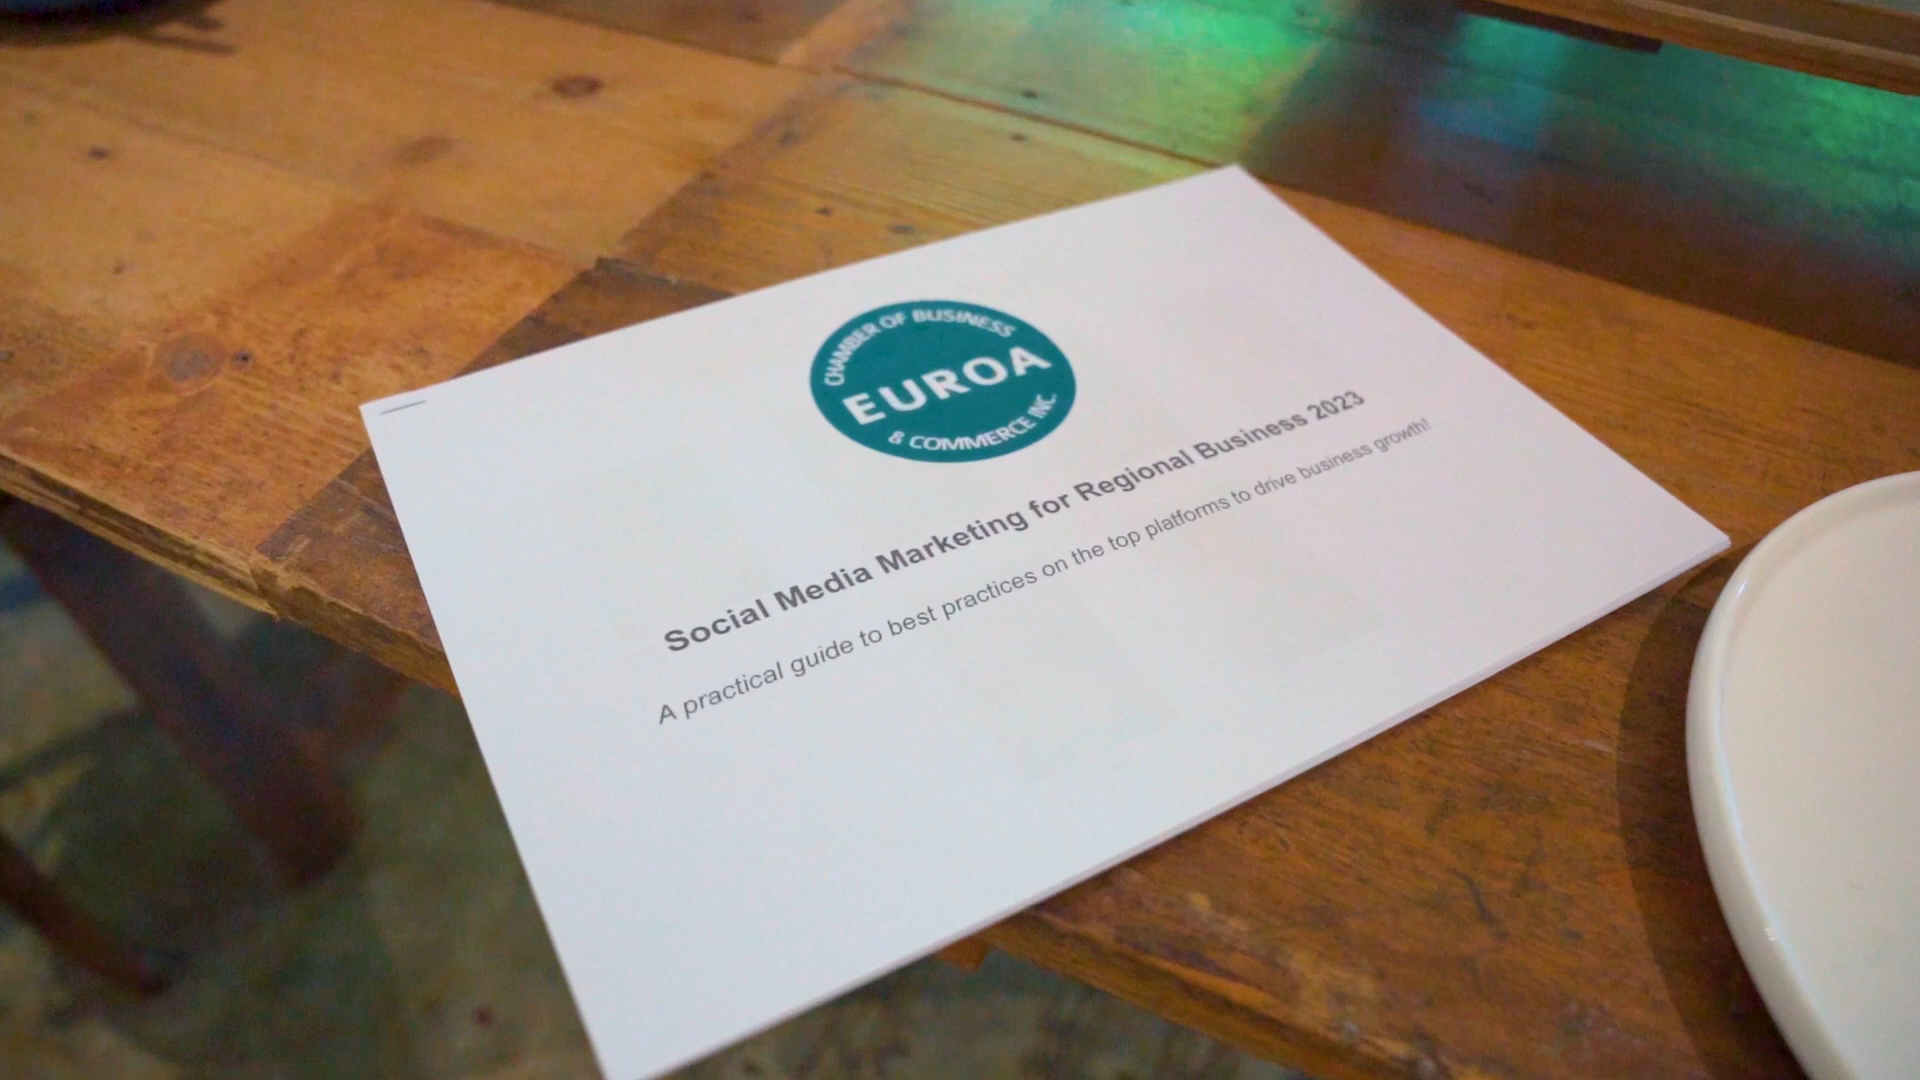 CHAMBER OF BUSINESS
EUROA
& COMMERCE INC.
Social Media Marketing for Regional Business 2023
A practical guide to best practices on the top platforms to drive business growth!